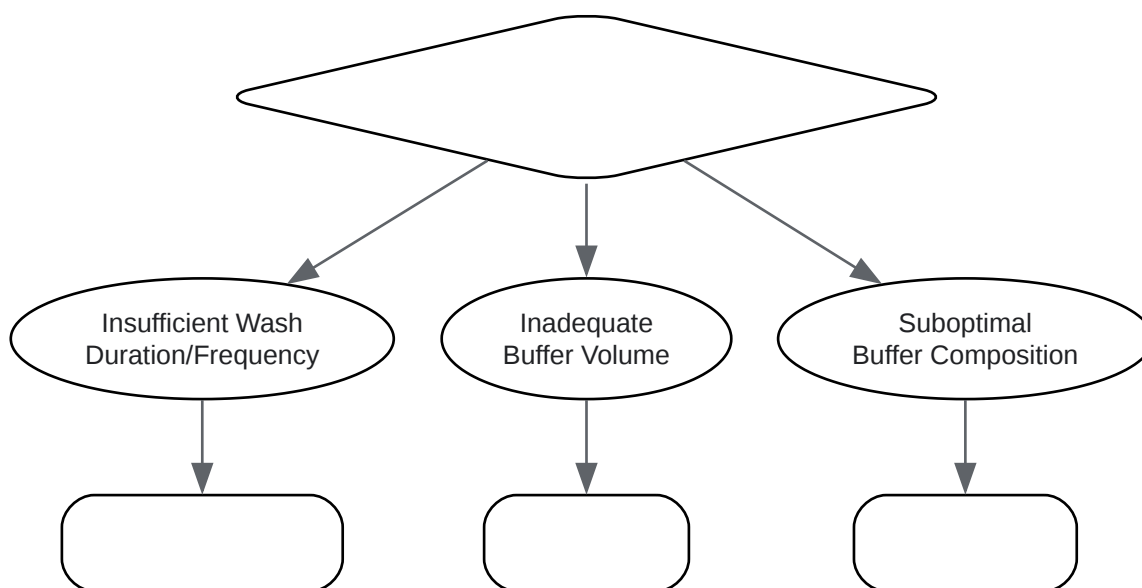 Insufficient Wash
Duration/Frequency
Inadequate
Buffer Volume
Suboptimal
Buffer Composition